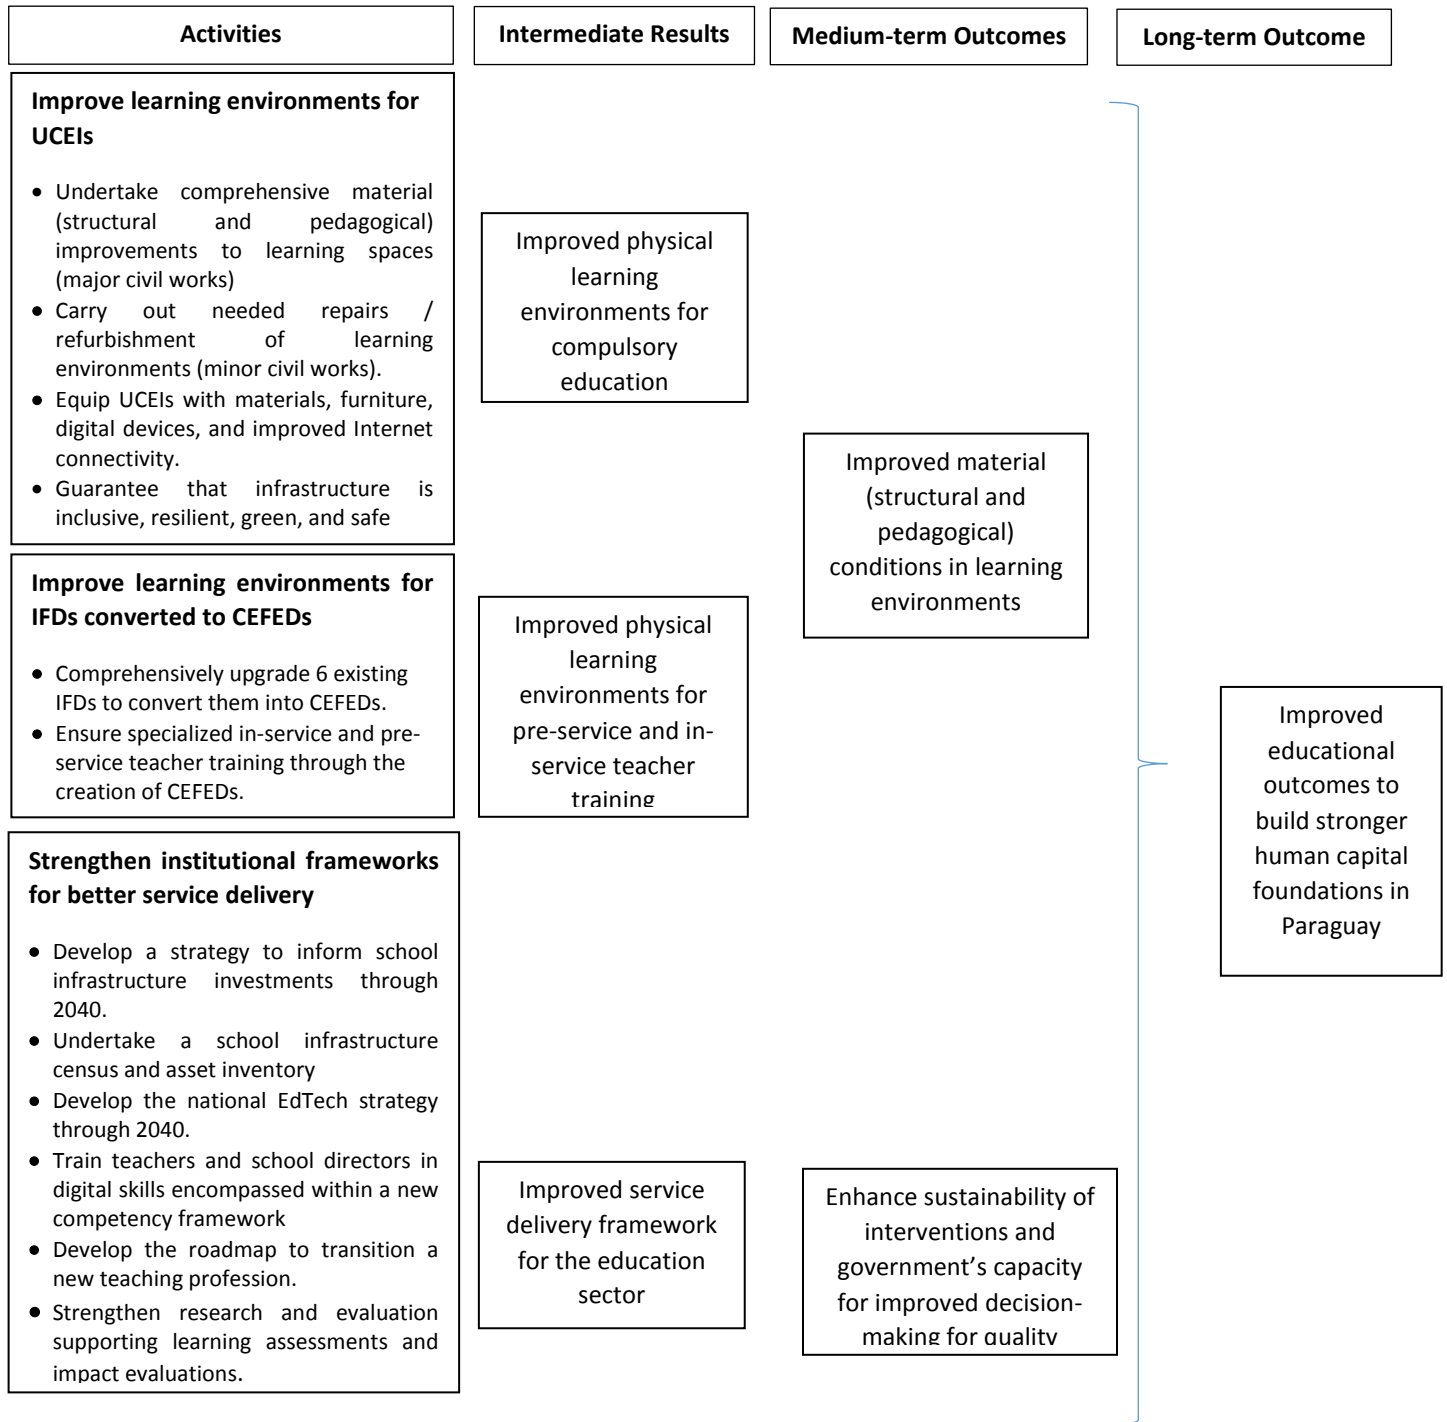 Activities
Intermediate Results
Medium-term Outcomes
Long-term Outcome
Improve learning environments for
UCEIs
• Undertake comprehensive material
(structural and pedagogical)
improvements to learning spaces
(major civil works)
• Carry out needed repairs /
refurbishment of learning
environments (minor civil works).
• Equip UCEIs with materials, furniture,
digital devices, and improved Internet
connectivity.
• Guarantee that infrastructure is
inclusive, resilient, green, and safe
Improve learning environments for
IFDs converted to CEFEDs
• Comprehensively upgrade 6 existing
IFDs to convert them into CEFEDs.
• Ensure specialized in-service and pre-
service teacher training through the
creation of CEFEDs.
Strengthen institutional frameworks
for better service delivery
• Develop a strategy to inform school
infrastructure investments through
2040.
• Undertake a school infrastructure
census and asset inventory
• Develop the national EdTech strategy
through 2040.
• Train teachers and school directors in
digital skills encompassed within a new
competency framework
• Develop the roadmap to transition a
new teaching profession.
• Strengthen research and evaluation
supporting learning assessments and
impact evaluations.
Improved physical
learning
environments for
compulsory
education
Improved physical
learning
environments for
pre-service and in-
service teacher
training
Improved service
delivery framework
for the education
sector
Improved material
(structural and
pedagogical)
conditions in learning
environments
Enhance sustainability of
interventions and
government's capacity
for improved decision-
making for quality
Improved
educational
outcomes to
build stronger
human capital
foundations in
Paraguay